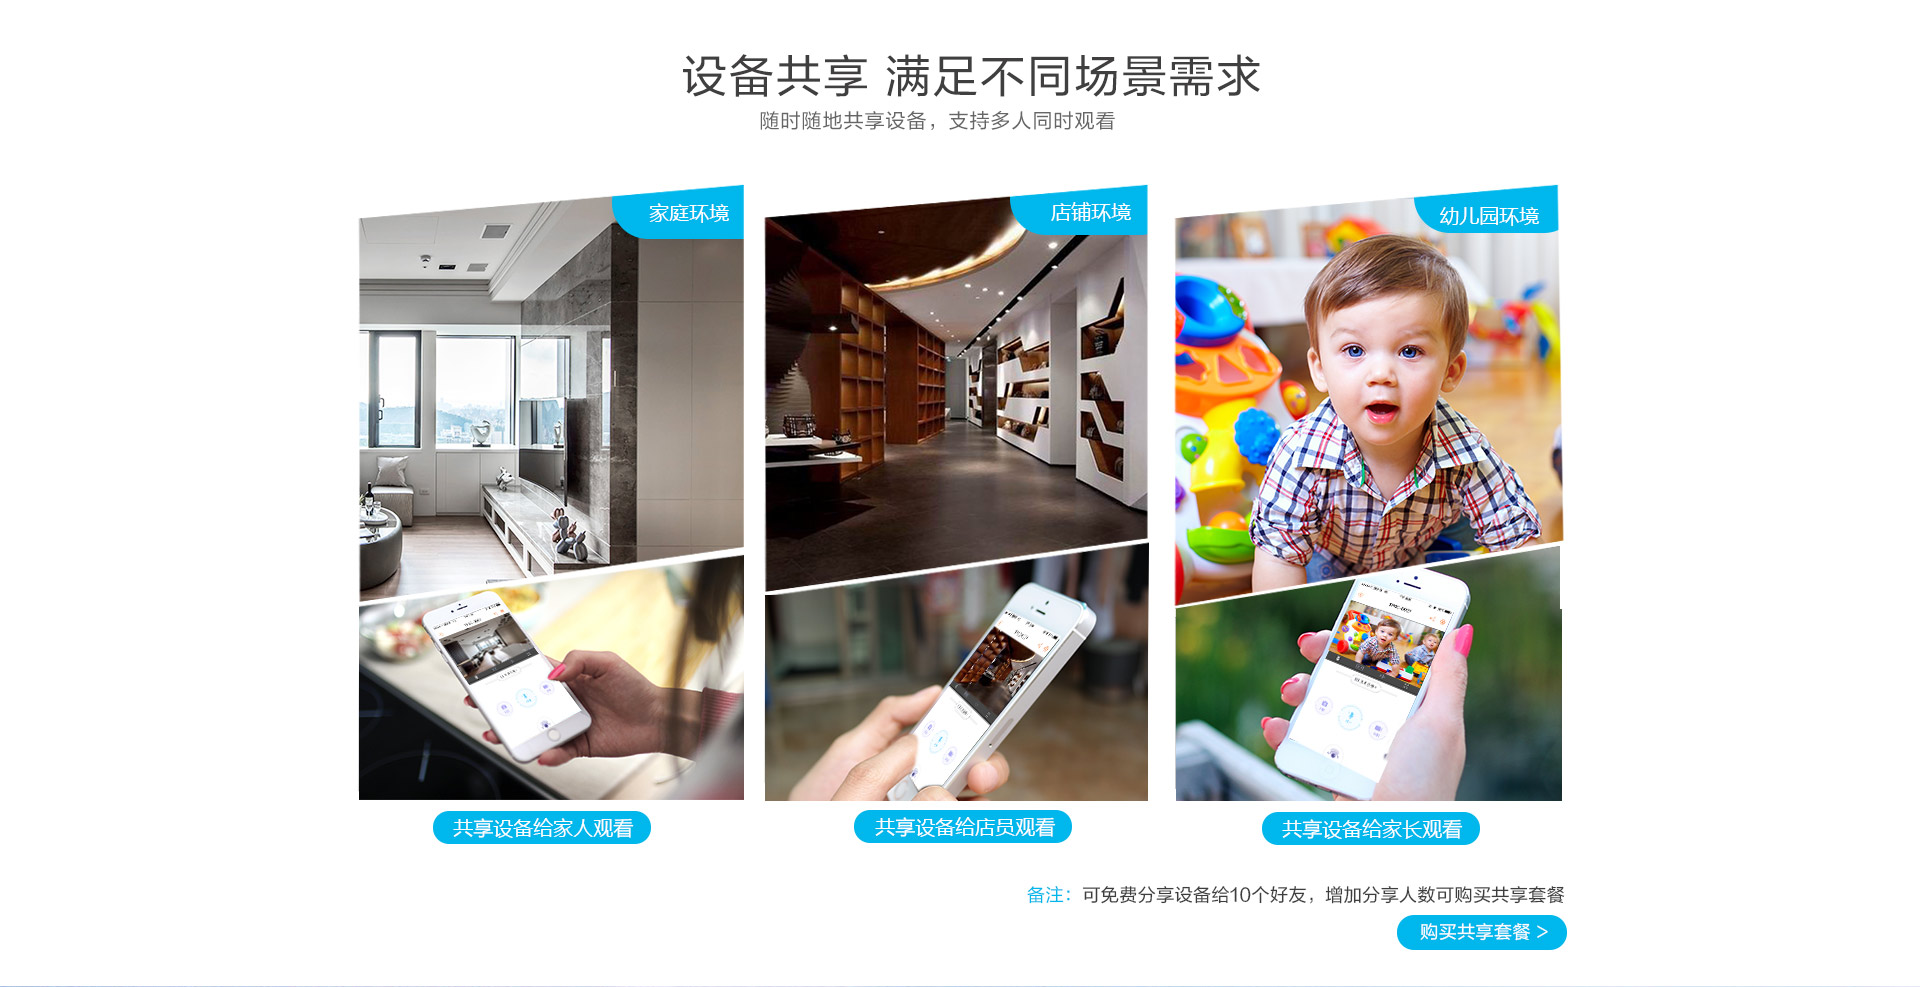 设备共享 满足不同场景需求
随时随地共享设备，支持多人同时观看
家庭环境
店铺环境
幼儿园环境
共享设备给家人观看
共享设备给店员观看
共享设备给家长观看
备注：可免费分享设备给10个好友，增加分享人数可购买共享套餐
购买共享套餐 >